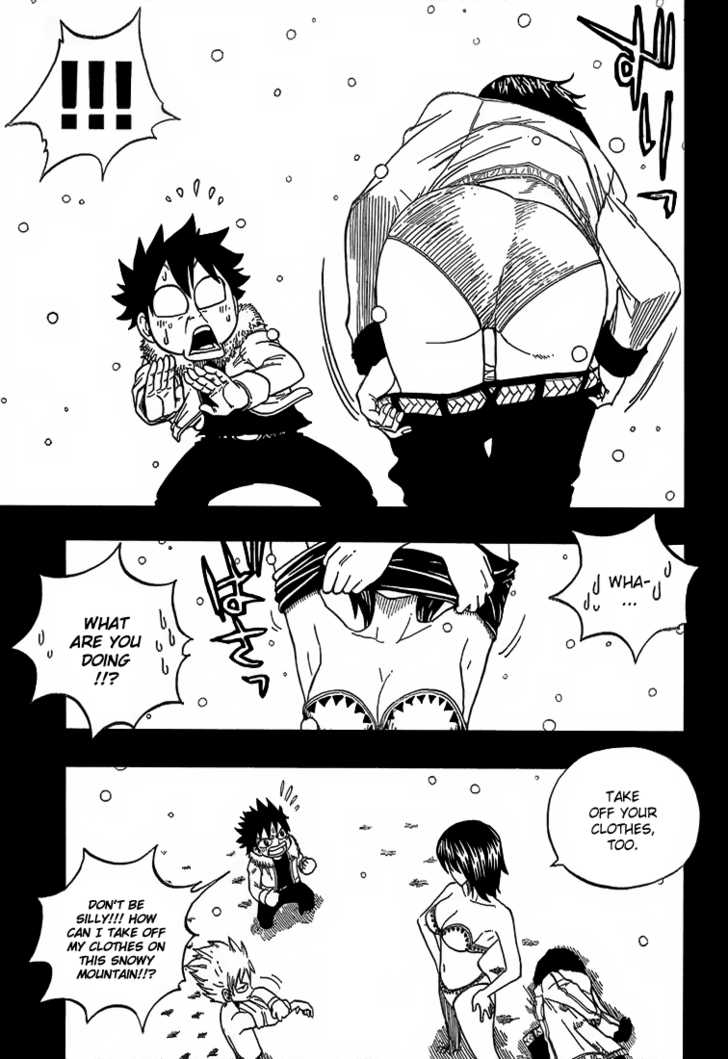 !!!
WHA-
...
WHAT
ARE YOU
DOING
!!?
TAKE
OFF YOUR
CLOTHES,
TOO.
DON'T BE
SILLY!!! HOW
CAN I TAKE OFF
MY CLOTHES ON
THIS SNOWY
MOUNTAIN!!?